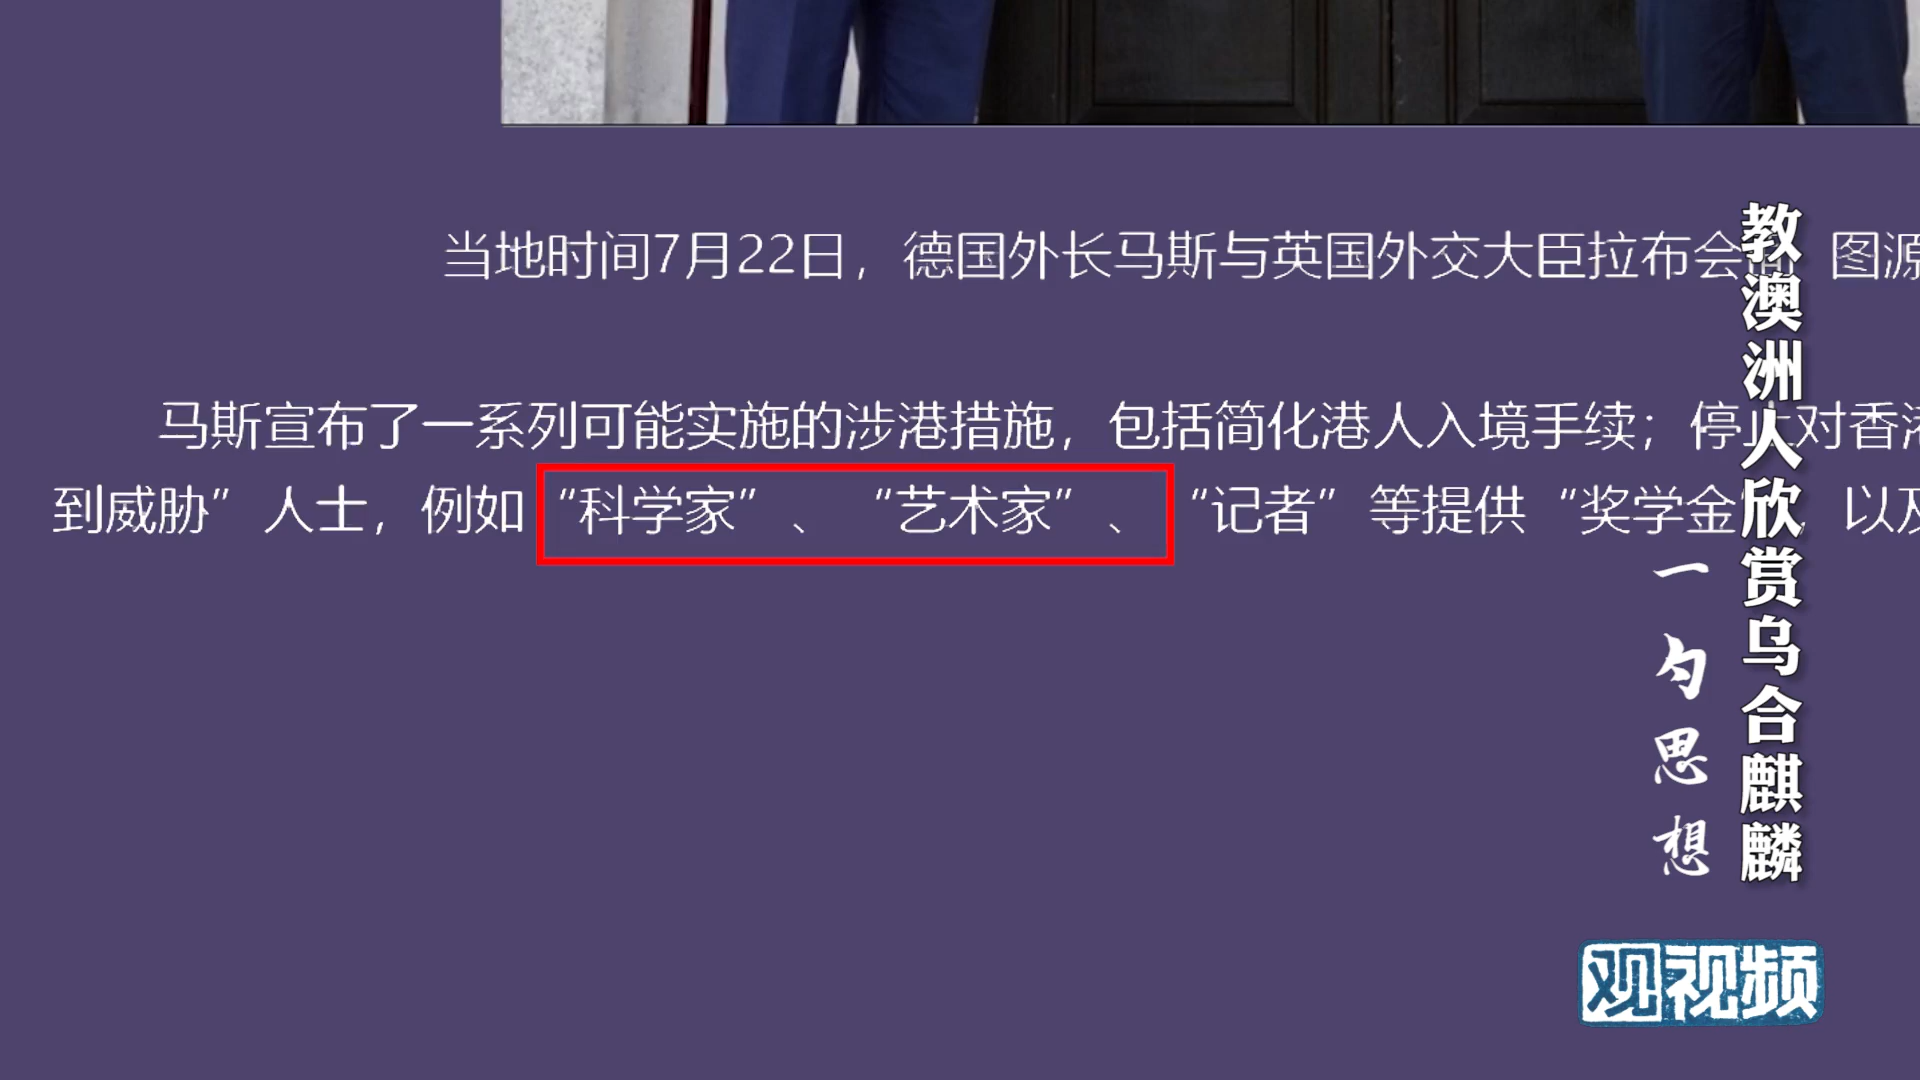 当地时间7月22日，德国外长马斯与英国外交大臣拉布会面 图源
马斯宣布了一系列可能实施的涉港措施，包括简化港人入境手续；停止对香港
到威胁”人士，例如“科学家”、“艺术家”、“记者”等提供“奖学金”，以及
教澳洲人欣赏乌合麒麟
一勺思想
观视频